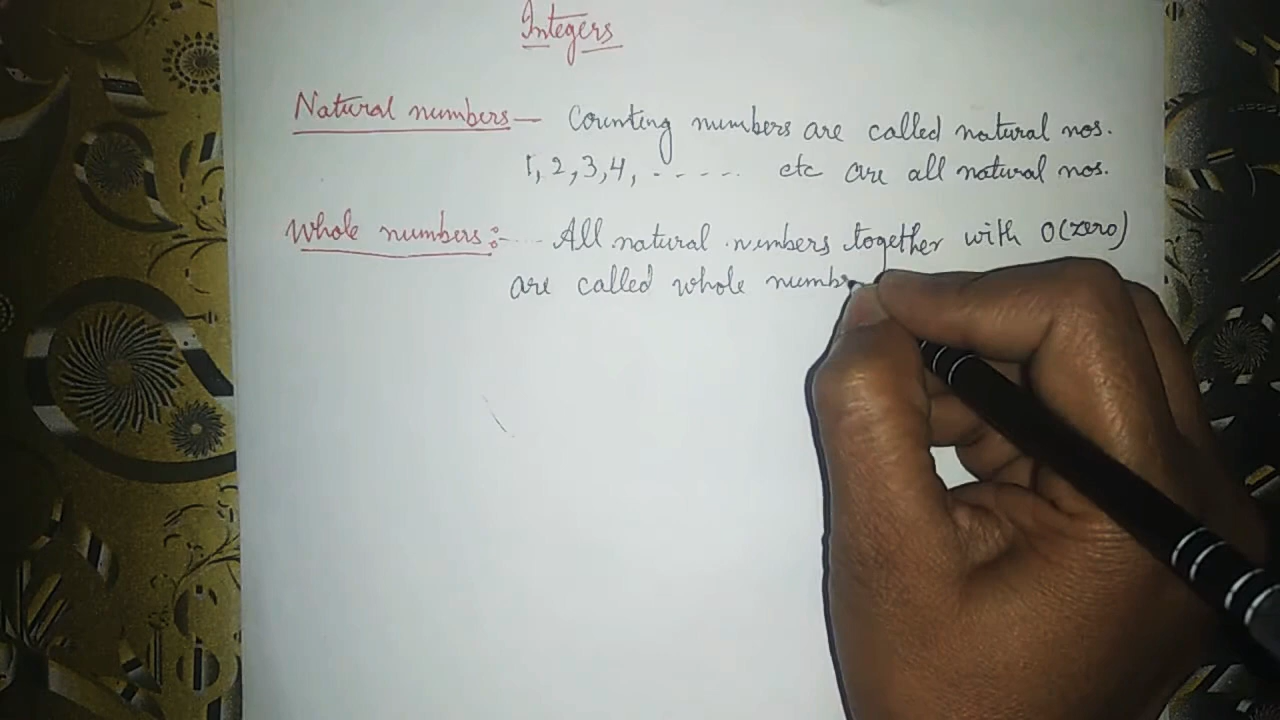 Integers
Natural numbers— Counting numbers are called natural nos.
1, 2, 3, 4, ----- etc are all natural nos.
Whole numbers:- All natural numbers together with 0(zero)
are called whole numb